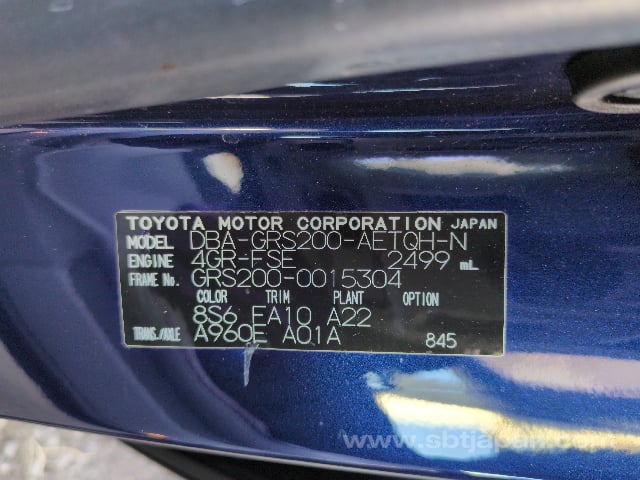 TOYOTA MOTOR CORPORATION JAPAN
MODEL DBA-GRS200-AETQH-N
ENGINE 4GR-FSE 2499 mL
FRAME No. GRS200-0015304
COLOR TRIM PLANT OPTION
8S6 FA10 A22
TRANS./AXLE A960E A01A 845
www.sbtjapan.com